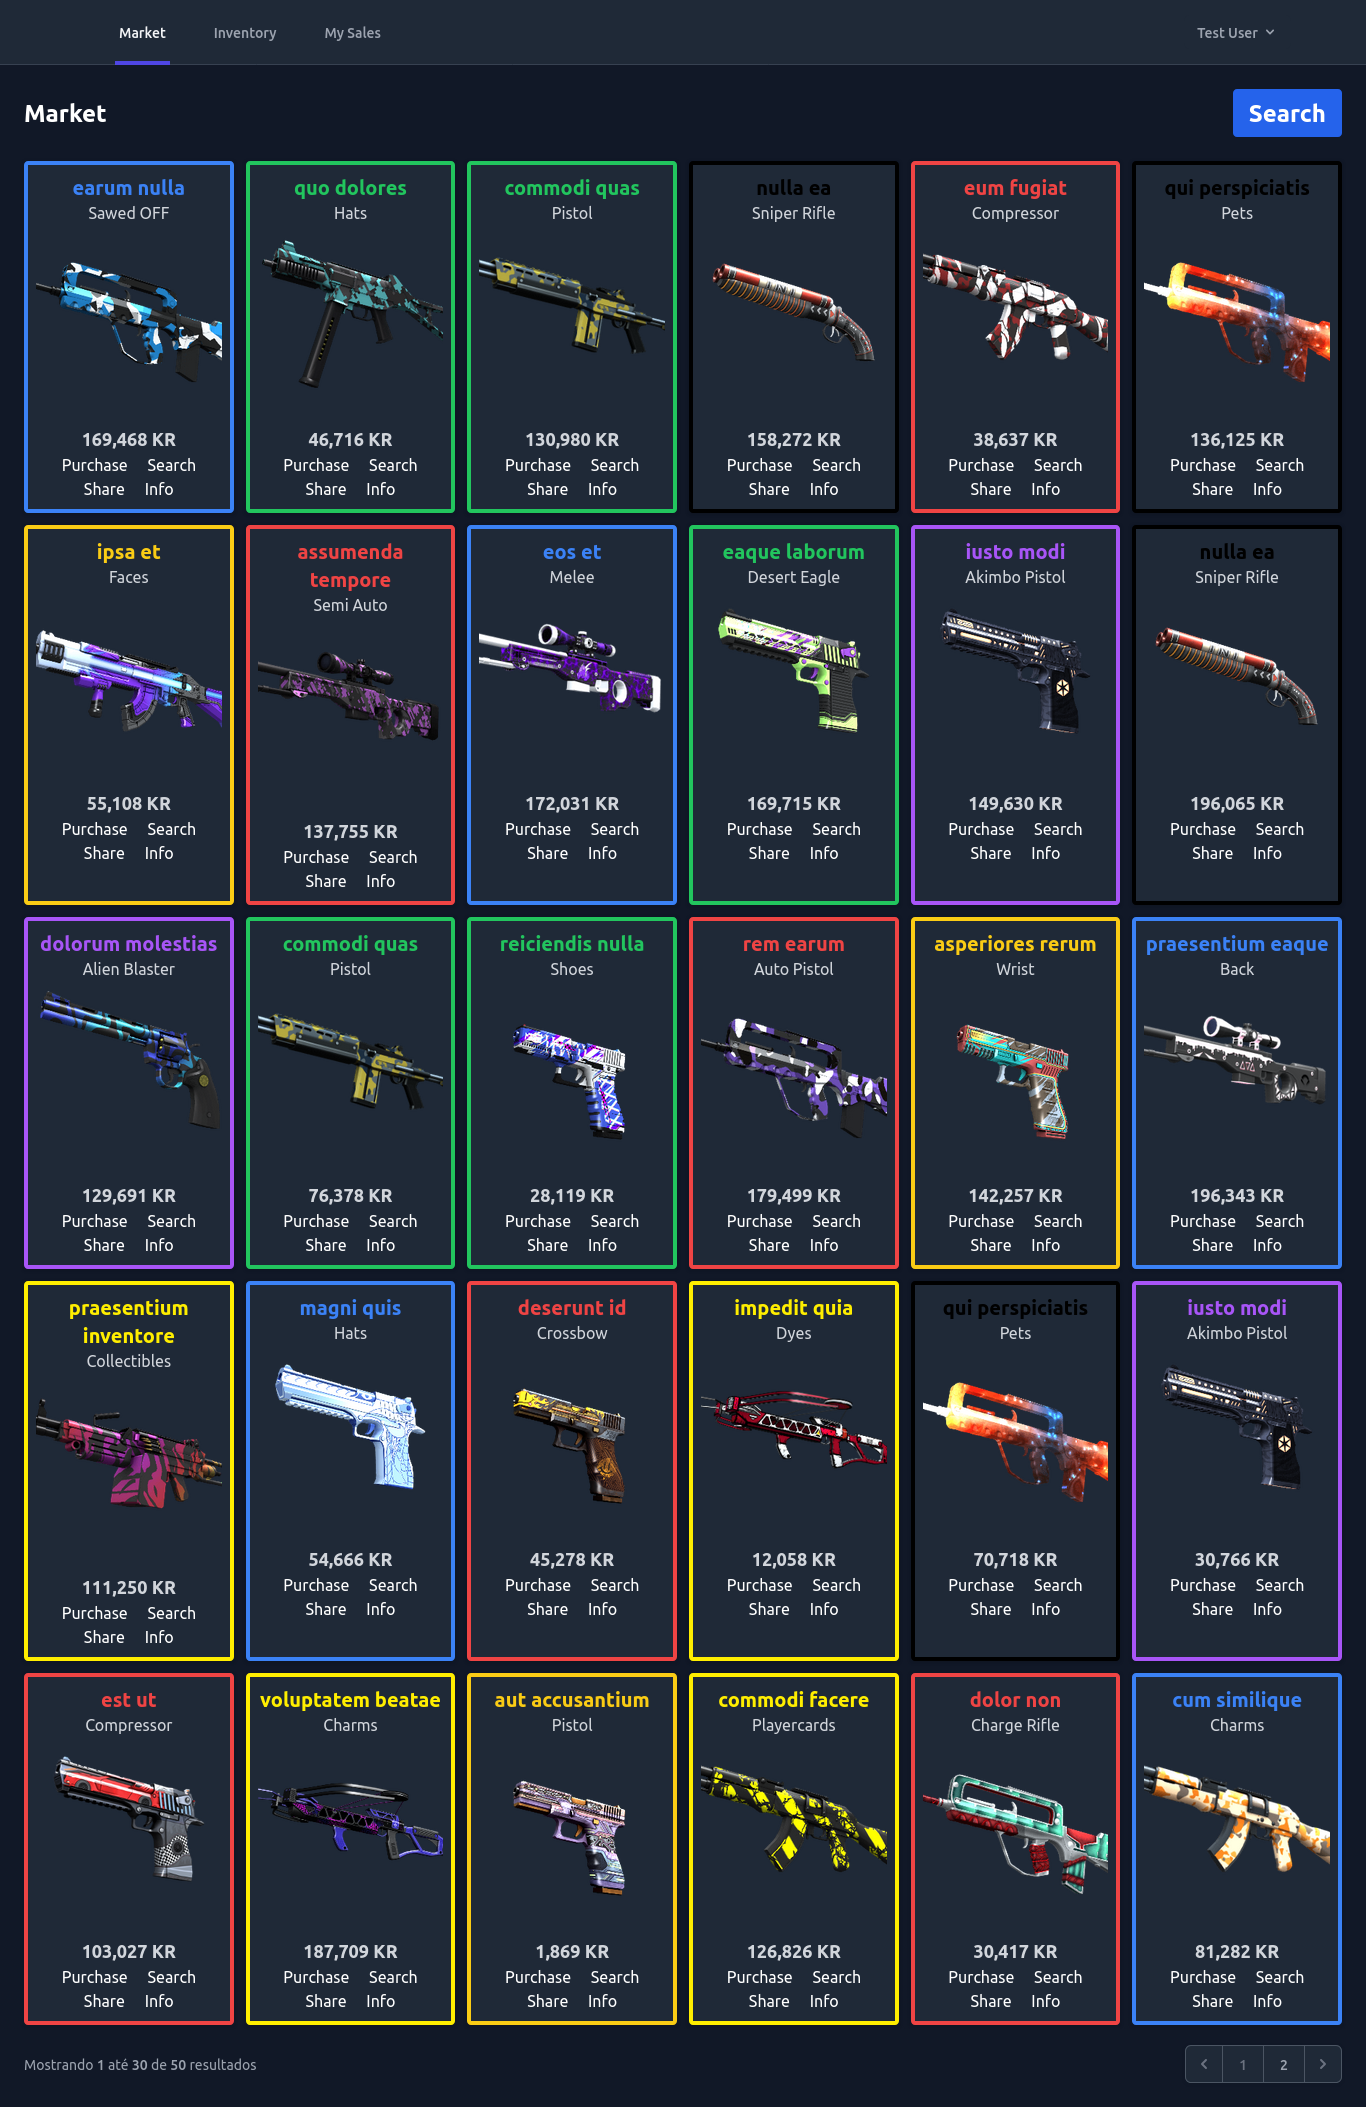 Market Inventory My Sales Test User
Market Search
earum nulla quo dolores commodi quas nulla ea eum fugiat qui perspiciatis
Sawed OFF Hats Pistol Sniper Rifle Compressor Pets
169,468 KR 46,716 KR 130,980 KR 158,272 KR 38,637 KR 136,125 KR
Purchase Search Purchase Search Purchase Search Purchase Search Purchase Search Purchase Search
Share Info Share Info Share Info Share Info Share Info Share Info
ipsa et assumenda tempore eos et eaque laborum iusto modi nulla ea
Faces Semi Auto Melee Desert Eagle Akimbo Pistol Sniper Rifle
55,108 KR 137,755 KR 172,031 KR 169,715 KR 149,630 KR 196,065 KR
Purchase Search Purchase Search Purchase Search Purchase Search Purchase Search Purchase Search
Share Info Share Info Share Info Share Info Share Info Share Info
dolorum molestias commodi quas reiciendis nulla rem earum asperiores rerum praesentium eaque
Alien Blaster Pistol Shoes Auto Pistol Wrist Back
129,691 KR 76,378 KR 28,119 KR 179,499 KR 142,257 KR 196,343 KR
Purchase Search Purchase Search Purchase Search Purchase Search Purchase Search Purchase Search
Share Info Share Info Share Info Share Info Share Info Share Info
praesentium inventore magni quis deserunt id impedit quia qui perspiciatis iusto modi
Collectibles Hats Crossbow Dyes Pets Akimbo Pistol
111,250 KR 54,666 KR 45,278 KR 12,058 KR 70,718 KR 30,766 KR
Purchase Search Purchase Search Purchase Search Purchase Search Purchase Search Purchase Search
Share Info Share Info Share Info Share Info Share Info Share Info
est ut voluptatem beatae aut accusantium commodi facere dolor non cum similique
Compressor Charms Pistol Playercards Charge Rifle Charms
103,027 KR 187,709 KR 1,869 KR 126,826 KR 30,417 KR 81,282 KR
Purchase Search Purchase Search Purchase Search Purchase Search Purchase Search Purchase Search
Share Info Share Info Share Info Share Info Share Info Share Info
Mostrando 1 até 30 de 50 resultados 1 2